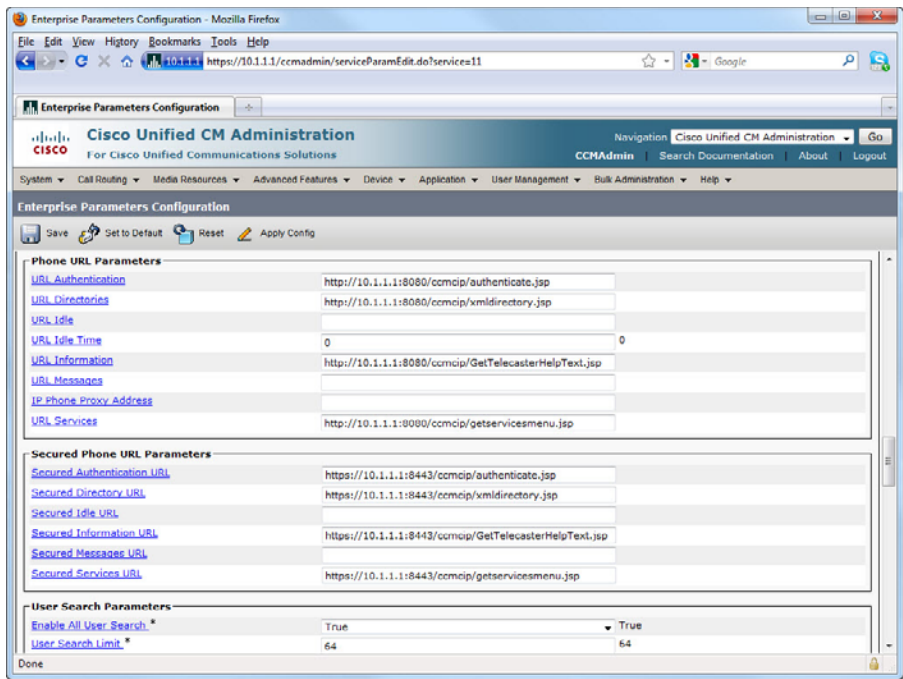 Enterprise Parameters Configuration - Mozilla Firefox
File Edit View History Bookmarks Tools Help
10.1.1.1 https://10.1.1.1/ccmadmin/serviceParamEdit.do?service=11 Google
Enterprise Parameters Configuration
cisco Cisco Unified CM Administration Navigation Cisco Unified CM Administration Go
For Cisco Unified Communications Solutions CCMAdmin | Search Documentation | About | Logout
System Call Routing Media Resources Advanced Features Device Application User Management Bulk Administration Help
Enterprise Parameters Configuration
Save Set to Default Reset Apply Config
Phone URL Parameters
URL Authentication http://10.1.1.1:8080/ccmcip/authenticate.jsp
URL Directories http://10.1.1.1:8080/ccmcip/xmldirectory.jsp
URL Idle
URL Idle Time 0 0
URL Information http://10.1.1.1:8080/ccmcip/GetTelecasterHelpText.jsp
URL Messages
IP Phone Proxy Address
URL Services http://10.1.1.1:8080/ccmcip/getservicesmenu.jsp
Secured Phone URL Parameters
Secured Authentication URL https://10.1.1.1:8443/ccmcip/authenticate.jsp
Secured Directory URL https://10.1.1.1:8443/ccmcip/xmldirectory.jsp
Secured Idle URL
Secured Information URL https://10.1.1.1:8443/ccmcip/GetTelecasterHelpText.jsp
Secured Messages URL
Secured Services URL https://10.1.1.1:8443/ccmcip/getservicesmenu.jsp
User Search Parameters
Enable All User Search * True True
User Search Limit * 64 64
Done